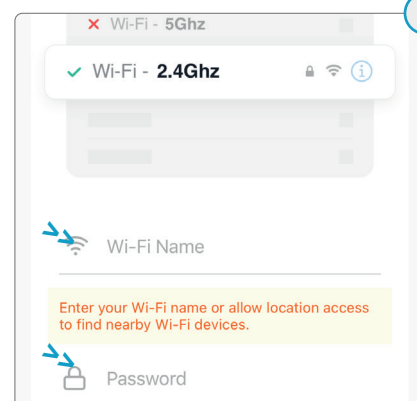 Wi-Fi - 5Ghz
Wi-Fi - 2.4Ghz
Wi-Fi Name
Enter your Wi-Fi name or allow location access
to find nearby Wi-Fi devices.
Password